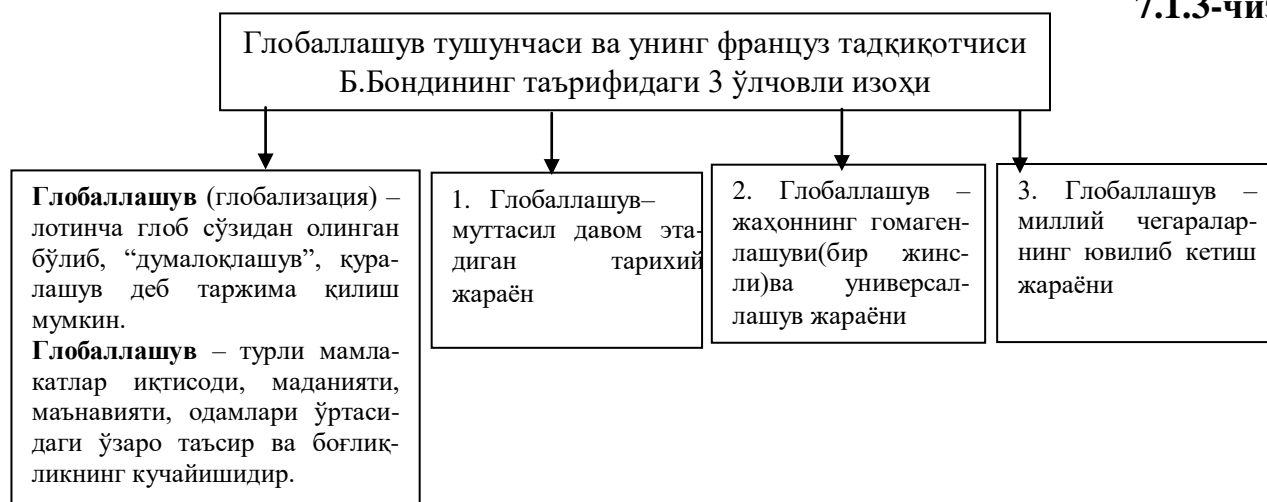 7.1.3-чиз
Глобаллашув тушунчаси ва унинг француз тадқиқотчиси
Б.Бондининг таърифидаги 3 ўлчовли изоҳи
Глобаллашув (глобализация) –
лотинча глоб сўзидан олинган
бўлиб, “думалоқлашув”, қура-
лашув деб таржима қилиш
мумкин.
Глобаллашув – турли мамла-
катлар иқтисоди, маданияти,
маънавияти, одамлари ўртаси-
даги ўзаро таъсир ва боғлиқ-
ликнинг кучайишидир.
1. Глобаллашув–
муттасил давом эта-
диган тарихий
жараён
2. Глобаллашув –
жаҳоннинг гомаген-
лашуви(бир жинс-
ли)ва универсал-
лашув жараёни
3. Глобаллашув –
миллий чегаралар-
нинг ювилиб кетиш
жараёни